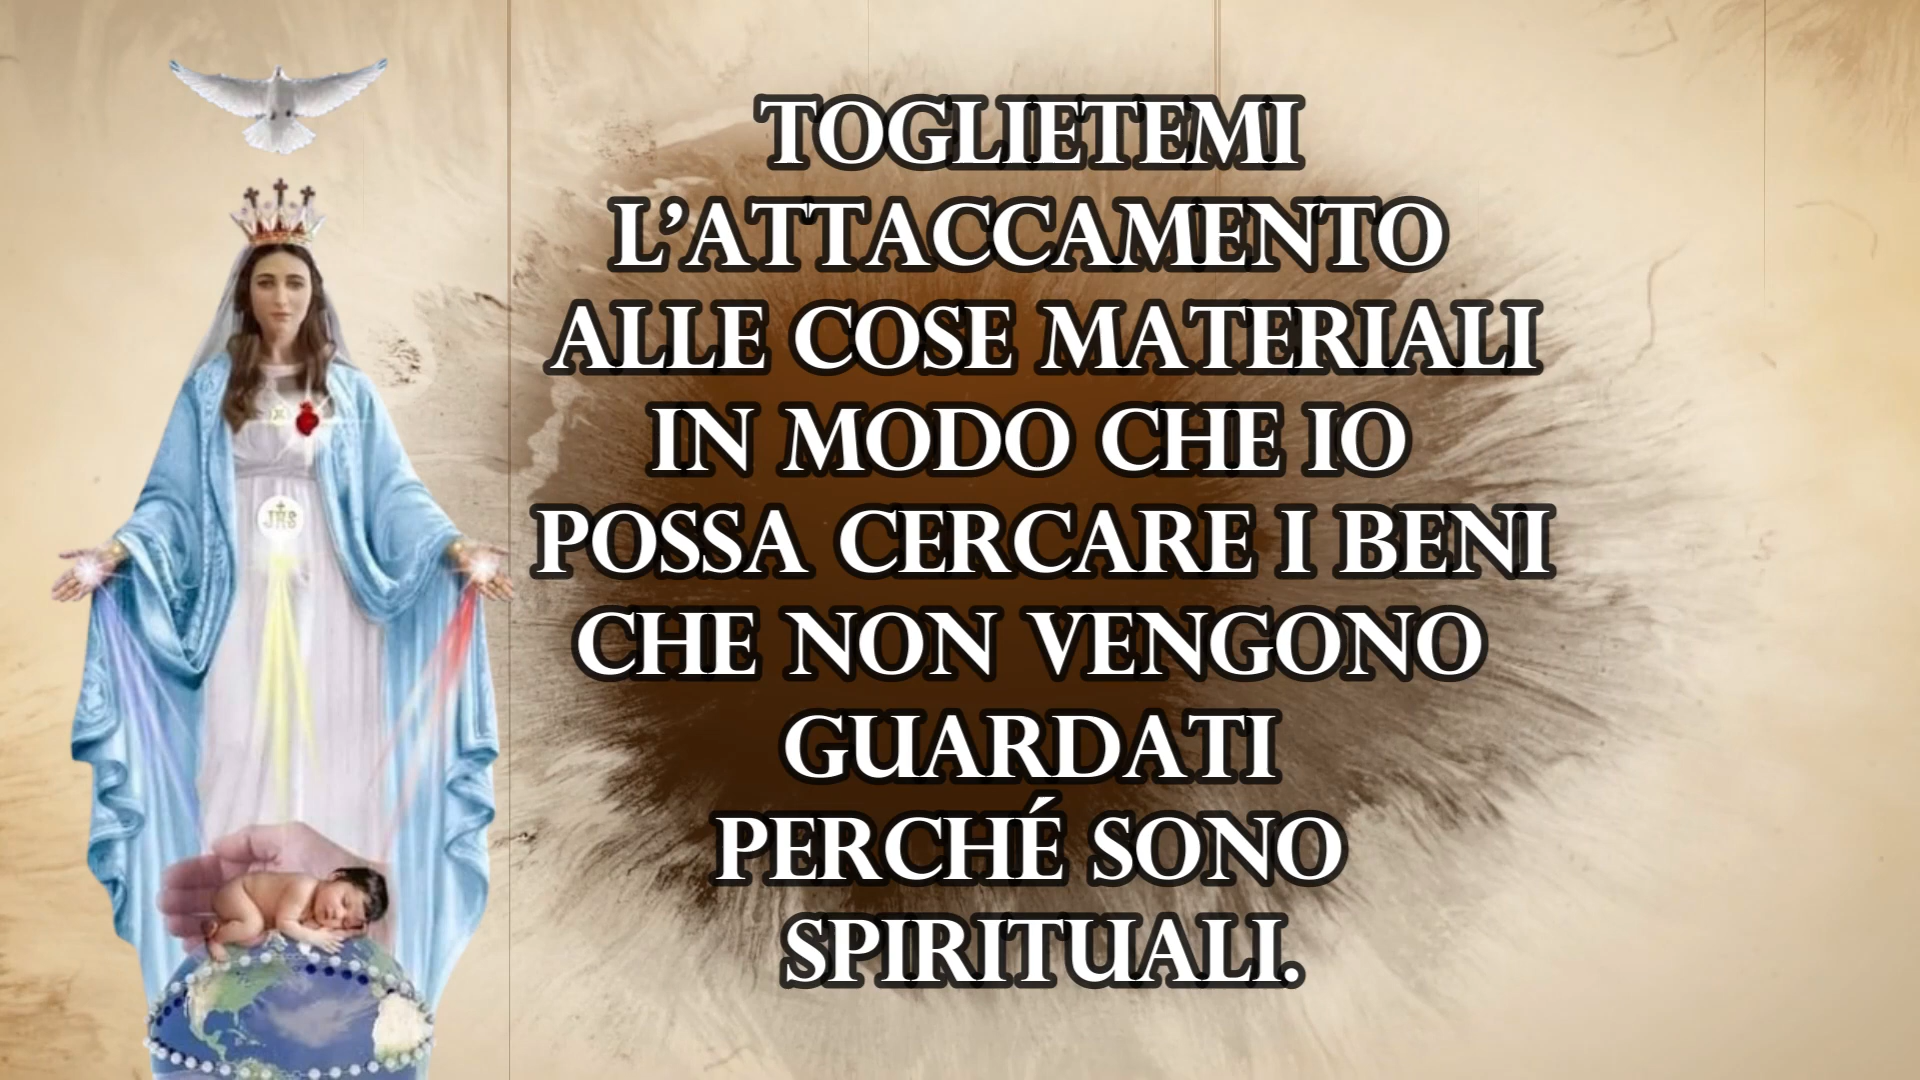 TOGLIETEMI
L’ATTACCAMENTO
ALLE COSE MATERIALI
IN MODO CHE IO
POSSA CERCARE I BENI
CHE NON VENGONO
GUARDATI
PERCHÉ SONO
SPIRITUALI.
JHS